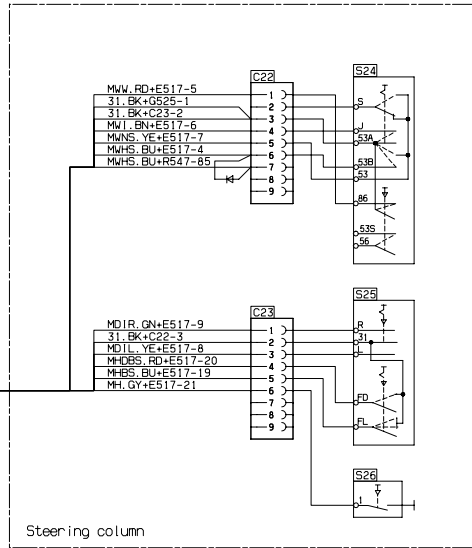 C22
S24
MWW.RD+E517-5
31.BK+G525-1
31.BK+C23-2
MWI.BN+E517-6
MWNS.YE+E517-7
MWHS.BU+E517-4
MWHS.BU+R547-85
1
2
3
4
5
6
7
8
9
S
J
53A
53B
53
86
53S
56
C23
S25
MDIR.GN+E517-9
31.BK+C22-3
MDIL.YE+E517-8
MHDBS.RD+E517-20
MHBS.BU+E517-19
MH.GY+E517-21
1
2
3
4
5
6
7
8
9
R
31
L
FD
FL
S26
1
Steering column